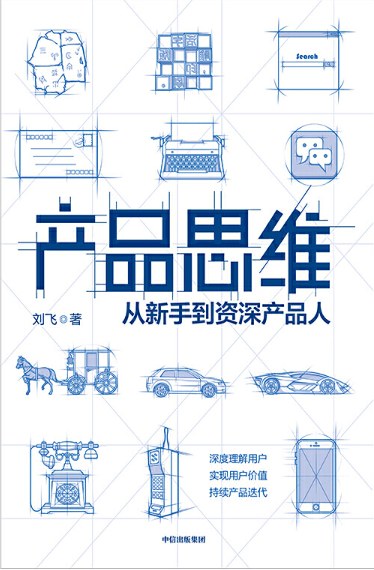 Search
产品思维
从新手到资深产品人
刘飞◎著
深度理解用户
实现用户价值
持续产品迭代
中信出版集团